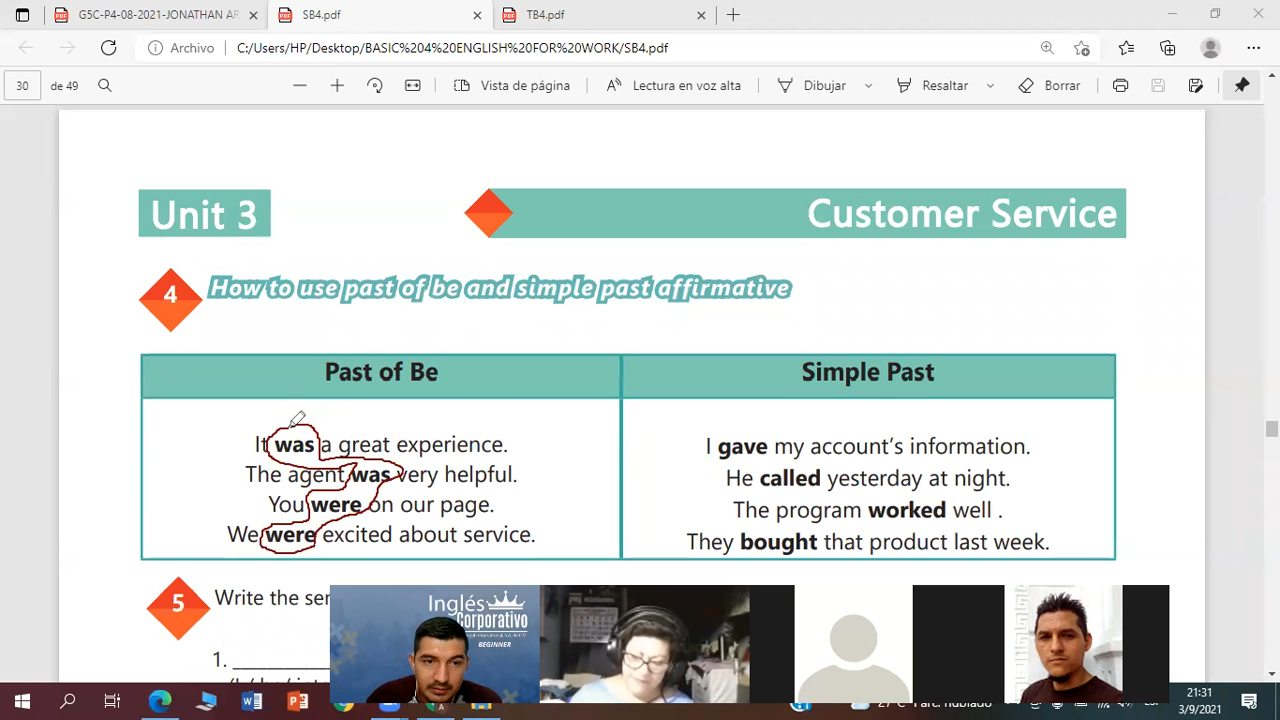 G5C-P4-08-2021-JONATHAN AR
SB4.pdf
TB4.pdf
Archivo
C:/Users/HP/Desktop/BASIC%204%20ENGLISH%20FOR%20WORK/SB4.pdf
30 de 49
Vista de página
Lectura en voz alta
Dibujar
Resaltar
Borrar
Unit 3
Customer Service
4 How to use past of be and simple past affirmative
Past of Be
It was a great experience.
The agent was very helpful.
You were on our page.
We were excited about service.
Simple Past
I gave my account's information.
He called yesterday at night.
The program worked well .
They bought that product last week.
5 Write the
1.
Inglés
Corporativo
BEGINNER
21:31
3/9/2021